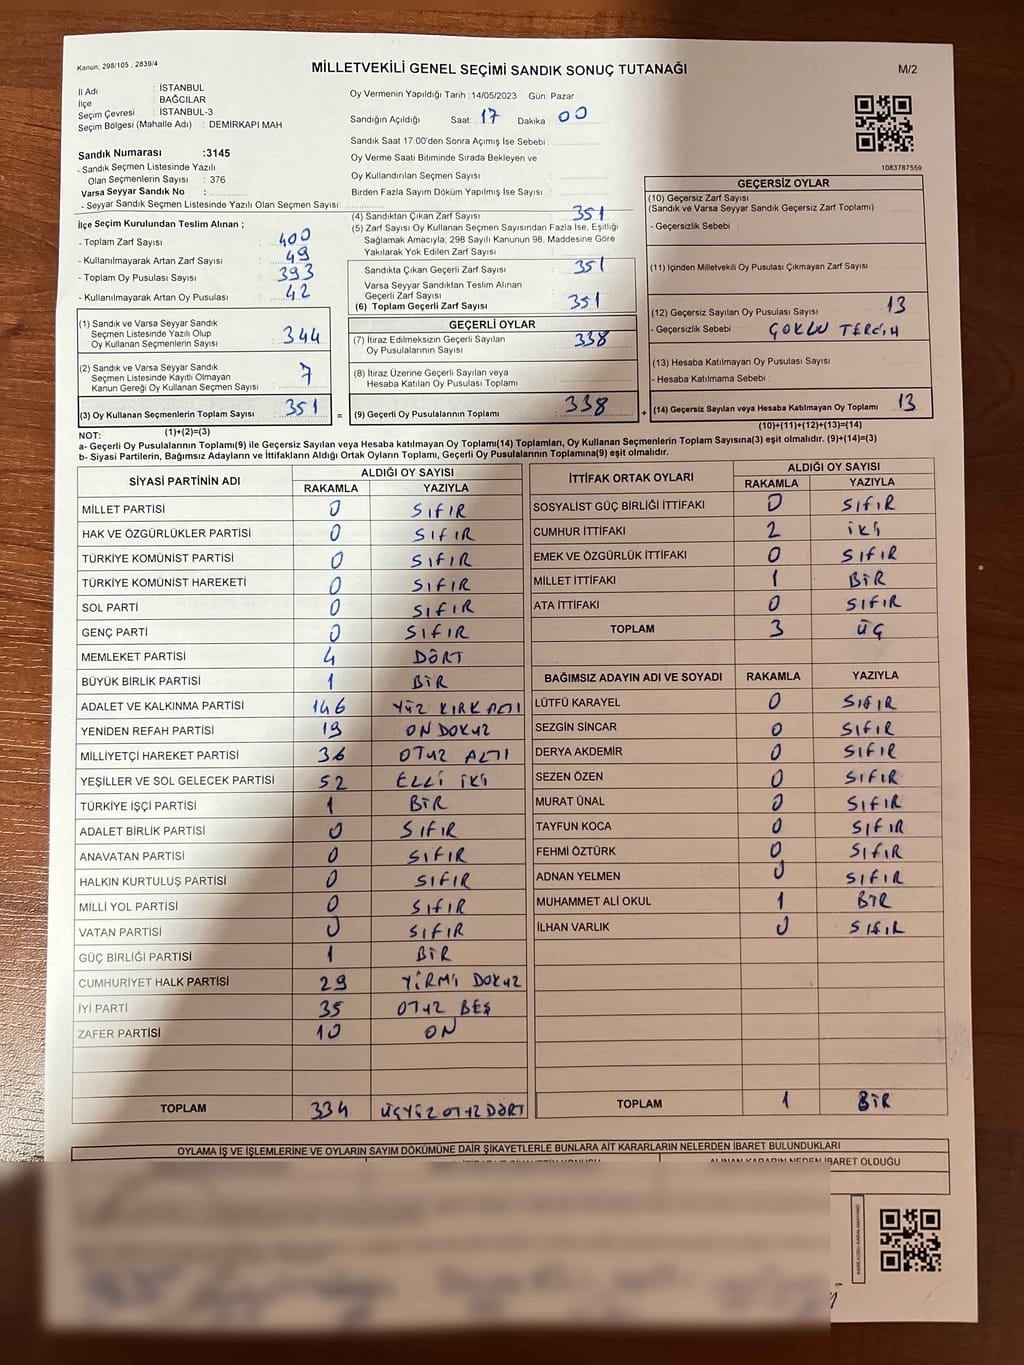 Kanun; 298/105 , 2839/4
MİLLETVEKİLİ GENEL SEÇİMİ SANDIK SONUÇ TUTANAĞI
M/2
İl Adı : İSTANBUL
İlçe : BAĞCILAR
Seçim Çevresi : İSTANBUL-3
Seçim Bölgesi (Mahalle Adı) : DEMİRKAPI MAH
Oy Vermenin Yapıldığı Tarih :14/05/2023 Gün: Pazar
Sandığın Açıldığı Saat: 17 Dakika : 00
Sandık Saat 17:00'den Sonra Açımış İse Sebebi :
Oy Verme Saati Bitiminde Sırada Bekleyen ve
Oy Kullandırılan Seçmen Sayısı :
Birden Fazla Sayım Döküm Yapılmış İse Sayısı :
1083787559
Sandık Numarası :3145
- Sandık Seçmen Listesinde Yazılı
Olan Seçmenlerin Sayısı : 376
Varsa Seyyar Sandık No :
- Seyyar Sandık Listesinde Yazılı Olan Seçmen Sayısı:
İlçe Seçim Kurulundan Teslim Alınan ;
- Toplam Zarf Sayısı : 400
- Kullanılmayarak Artan Zarf Sayısı : 49
- Toplam Oy Pusulası Sayısı : 393
- Kullanılmayarak Artan Oy Pusulası : 42
(1) Sandık ve Varsa Seyyar Sandık
Seçmen Listesinde Yazılı Olup
Oy Kullanan Seçmenlerin Sayısı : 344
(2) Sandık ve Varsa Seyyar Sandık
Seçmen Listesinde Kayıtlı Olmayan
Kanun Gereği Oy Kullanan Seçmen Sayısı : 7
(3) Oy Kullanan Seçmenlerin Toplam Sayısı : 351
(1)+(2)=(3)
(4) Sandıktan Çıkan Zarf Sayısı : 351
(5) Zarf Sayısı Oy Kullanan Seçmen Sayısından Fazla İse, Eşitliği
Sağlamak Amacıyla; 298 Sayılı Kanunun 98. Maddesine Göre
Yakılarak Yok Edilen Zarf Sayısı :
Sandıkta Çıkan Geçerli Zarf Sayısı : 351
Varsa Seyyar Sandıktan Teslim Alınan
Geçerli Zarf Sayısı :
(6) Toplam Geçerli Zarf Sayısı : 351
GEÇERLİ OYLAR
(7) İtiraz Edilmeksizin Geçerli Sayılan
Oy Pusulalarının Sayısı : 338
(8) İtiraz Üzerine Geçerli Sayılan veya
Hesaba Katılan Oy Pusulası Toplamı :
= (9) Geçerli Oy Pusulalarının Toplamı : 338
GEÇERSİZ OYLAR
(10) Geçersiz Zarf Sayısı
(Sandık ve Varsa Seyyar Sandık Geçersiz Zarf Toplamı) :
- Geçersizlik Sebebi :
(11) İçinden Milletvekili Oy Pusulası Çıkmayan Zarf Sayısı :
(12) Geçersiz Sayılan Oy Pusulası Sayısı : 13
- Geçersizlik Sebebi : ÇOKLU TERCİH
(13) Hesaba Katılmayan Oy Pusulası Sayısı :
- Hesaba Katılmama Sebebi :
+ (14) Geçersiz Sayılan veya Hesaba Katılmayan Oy Toplamı : 13
(10)+(11)+(12)+(13)=(14)
NOT:
a- Geçerli Oy Pusulalarının Toplamı(9) ile Geçersiz Sayılan veya Hesaba katılmayan Oy Toplamı(14) Toplamları, Oy Kullanan Seçmenlerin Toplam Sayısına(3) eşit olmalıdır. (9)+(14)=(3)
b- Siyasi Partilerin, Bağımsız Adayların ve İttifakların Aldığı Ortak Oyların Toplamı, Geçerli Oy Pusulalarının Toplamına(9) eşit olmalıdır.
SİYASİ PARTİNİN ADI ALDIĞI OY SAYISI
RAKAMLA YAZIYLA
MİLLET PARTİSİ 0 SIFIR
HAK VE ÖZGÜRLÜKLER PARTİSİ 0 SIFIR
TÜRKİYE KOMÜNİST PARTİSİ 0 SIFIR
TÜRKİYE KOMÜNİST HAREKETİ 0 SIFIR
SOL PARTİ 0 SIFIR
GENÇ PARTİ 0 SIFIR
MEMLEKET PARTİSİ 4 DÖRT
BÜYÜK BİRLİK PARTİSİ 1 BİR
ADALET VE KALKINMA PARTİSİ 146 YÜZ KIRK ALTI
YENİDEN REFAH PARTİSİ 19 ON DOKUZ
MİLLİYETÇİ HAREKET PARTİSİ 36 OTUZ ALTI
YEŞİLLER VE SOL GELECEK PARTİSİ 52 ELLİ İKİ
TÜRKİYE İŞÇİ PARTİSİ 1 BİR
ADALET BİRLİK PARTİSİ 0 SIFIR
ANAVATAN PARTİSİ 0 SIFIR
HALKIN KURTULUŞ PARTİSİ 0 SIFIR
MİLLİ YOL PARTİSİ 0 SIFIR
VATAN PARTİSİ 0 SIFIR
GÜÇ BİRLİĞİ PARTİSİ 1 BİR
CUMHURİYET HALK PARTİSİ 29 YİRMİ DOKUZ
İYİ PARTİ 35 OTUZ BEŞ
ZAFER PARTİSİ 10 ON
TOPLAM 334 ÜÇYÜZ OTUZ DÖRT
İTTİFAK ORTAK OYLARI ALDIĞI OY SAYISI
RAKAMLA YAZIYLA
SOSYALİST GÜÇ BİRLİĞİ İTTİFAKI 0 SIFIR
CUMHUR İTTİFAKI 2 İKİ
EMEK VE ÖZGÜRLÜK İTTİFAKI 0 SIFIR
MİLLET İTTİFAKI 1 BİR
ATA İTTİFAKI 0 SIFIR
TOPLAM 3 ÜÇ
BAĞIMSIZ ADAYIN ADI VE SOYADI RAKAMLA YAZIYLA
LÜTFÜ KARAYEL 0 SIFIR
SEZGİN SİNCAR 0 SIFIR
DERYA AKDEMİR 0 SIFIR
SEZEN ÖZEN 0 SIFIR
MURAT ÜNAL 0 SIFIR
TAYFUN KOCA 0 SIFIR
FEHMİ ÖZTÜRK 0 SIFIR
ADNAN YELMEN 0 SIFIR
MUHAMMET ALİ OKUL 1 BİR
İLHAN VARLIK 0 SIFIR
TOPLAM 1 BİR
OYLAMA İŞ VE İŞLEMLERİNE VE OYLARIN SAYIM DÖKÜMÜNE DAİR ŞİKAYETLERLE BUNLARA AİT KARARLARIN NELERDEN İBARET BULUNDUKLARI
ALINAN KARARIN NEDEN İBARET OLDUĞU